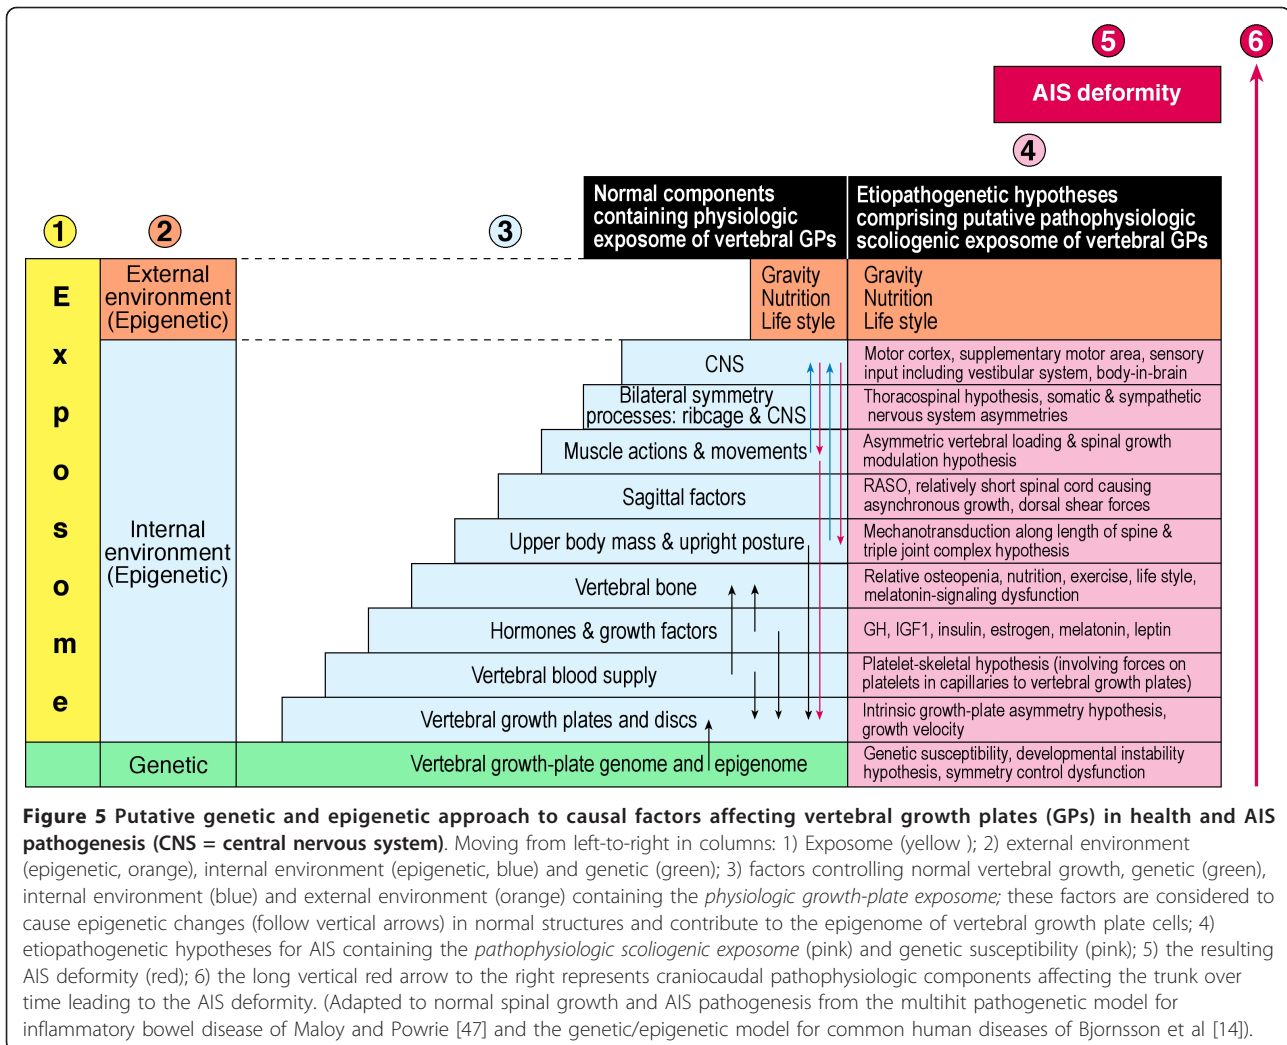 5
6
AIS deformity
4
Normal components
containing physiologic
exposome of vertebral GPs
Etiopathogenetic hypotheses
comprising putative pathophysiologic
scoliogenic exposome of vertebral GPs
1
2
3
E
x
p
o
s
o
m
e
External
environment
(Epigenetic)
Gravity
Nutrition
Life style
Gravity
Nutrition
Life style
Internal
environment
(Epigenetic)
CNS
Motor cortex, supplementary motor area, sensory
input including vestibular system, body-in-brain
Bilateral symmetry
processes: ribcage & CNS
Thoracospinal hypothesis, somatic & sympathetic
nervous system asymmetries
Muscle actions & movements
Asymmetric vertebral loading & spinal growth
modulation hypothesis
Sagittal factors
RASO, relatively short spinal cord causing
asynchronous growth, dorsal shear forces
Upper body mass & upright posture
Mechanotransduction along length of spine &
triple joint complex hypothesis
Vertebral bone
Relative osteopenia, nutrition, exercise, life style,
melatonin-signaling dysfunction
Hormones & growth factors
GH, IGF1, insulin, estrogen, melatonin, leptin
Vertebral blood supply
Platelet-skeletal hypothesis (involving forces on
platelets in capillaries to vertebral growth plates)
Vertebral growth plates and discs
Intrinsic growth-plate asymmetry hypothesis,
growth velocity
Genetic
Vertebral growth-plate genome and epigenome
Genetic susceptibility, developmental instability
hypothesis, symmetry control dysfunction
Figure 5 Putative genetic and epigenetic approach to causal factors affecting vertebral growth plates (GPs) in health and AIS
pathogenesis (CNS = central nervous system). Moving from left-to-right in columns: 1) Exposome (yellow ); 2) external environment
(epigenetic, orange), internal environment (epigenetic, blue) and genetic (green); 3) factors controlling normal vertebral growth, genetic (green),
internal environment (blue) and external environment (orange) containing the physiologic growth-plate exposome; these factors are considered to
cause epigenetic changes (follow vertical arrows) in normal structures and contribute to the epigenome of vertebral growth plate cells; 4)
etiopathogenetic hypotheses for AIS containing the pathophysiologic scoliogenic exposome (pink) and genetic susceptibility (pink); 5) the resulting
AIS deformity (red); 6) the long vertical red arrow to the right represents craniocaudal pathophysiologic components affecting the trunk over
time leading to the AIS deformity. (Adapted to normal spinal growth and AIS pathogenesis from the multihit pathogenetic model for
inflammatory bowel disease of Maloy and Powrie [47] and the genetic/epigenetic model for common human diseases of Bjornsson et al [14]).